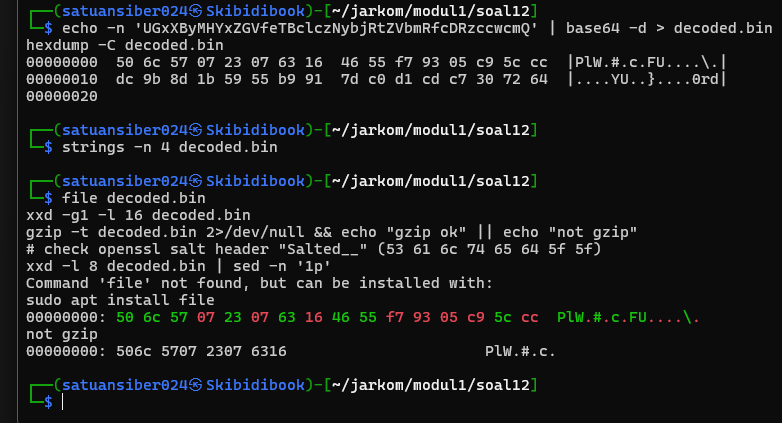 ┌──(satuansiber024㉿Skibidibook)-[~/jarkom/modul1/soal12]
└─$ echo -n 'UGxXByMHYxZGVfeTBclczNybjRtZVbmRfcDRzccwcmQ' | base64 -d > decoded.bin
hexdump -C decoded.bin
00000000  50 6c 57 07 23 07 63 16  46 55 f7 93 05 c9 5c cc  |PlW.#.c.FU....\.|
00000010  dc 9b 8d 1b 59 55 b9 91  7d c0 d1 cd c7 30 72 64  |....YU..}....0rd|
00000020
┌──(satuansiber024㉿Skibidibook)-[~/jarkom/modul1/soal12]
└─$ strings -n 4 decoded.bin
┌──(satuansiber024㉿Skibidibook)-[~/jarkom/modul1/soal12]
└─$ file decoded.bin
xxd -g1 -l 16 decoded.bin
gzip -t decoded.bin 2>/dev/null && echo "gzip ok" || echo "not gzip"
# check openssl salt header "Salted__" (53 61 6c 74 65 64 5f 5f)
xxd -l 8 decoded.bin | sed -n '1p'
Command 'file' not found, but can be installed with:
sudo apt install file
00000000: 50 6c 57 07 23 07 63 16 46 55 f7 93 05 c9 5c cc  PlW.#.c.FU....\.
not gzip
00000000: 506c 5707 2307 6316                      PlW.#.c.
┌──(satuansiber024㉿Skibidibook)-[~/jarkom/modul1/soal12]
└─$